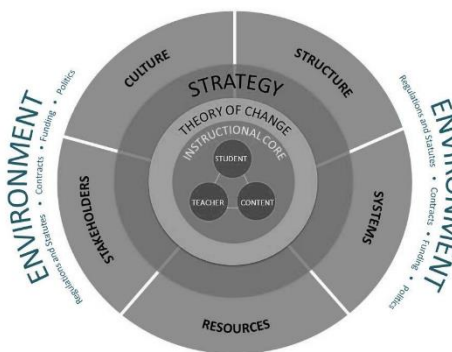 CULTURE
STRUCTURE
STRATEGY
THEORY OF CHANGE
INSTRUCTIONAL CORE
STUDENT
TEACHER
CONTENT
STAKEHOLDERS
SYSTEMS
RESOURCES
ENVIRONMENT
Regulations and Statutes • Contracts • Funding • Politics
ENVIRONMENT
Regulations and Statutes • Contracts • Funding • Politics